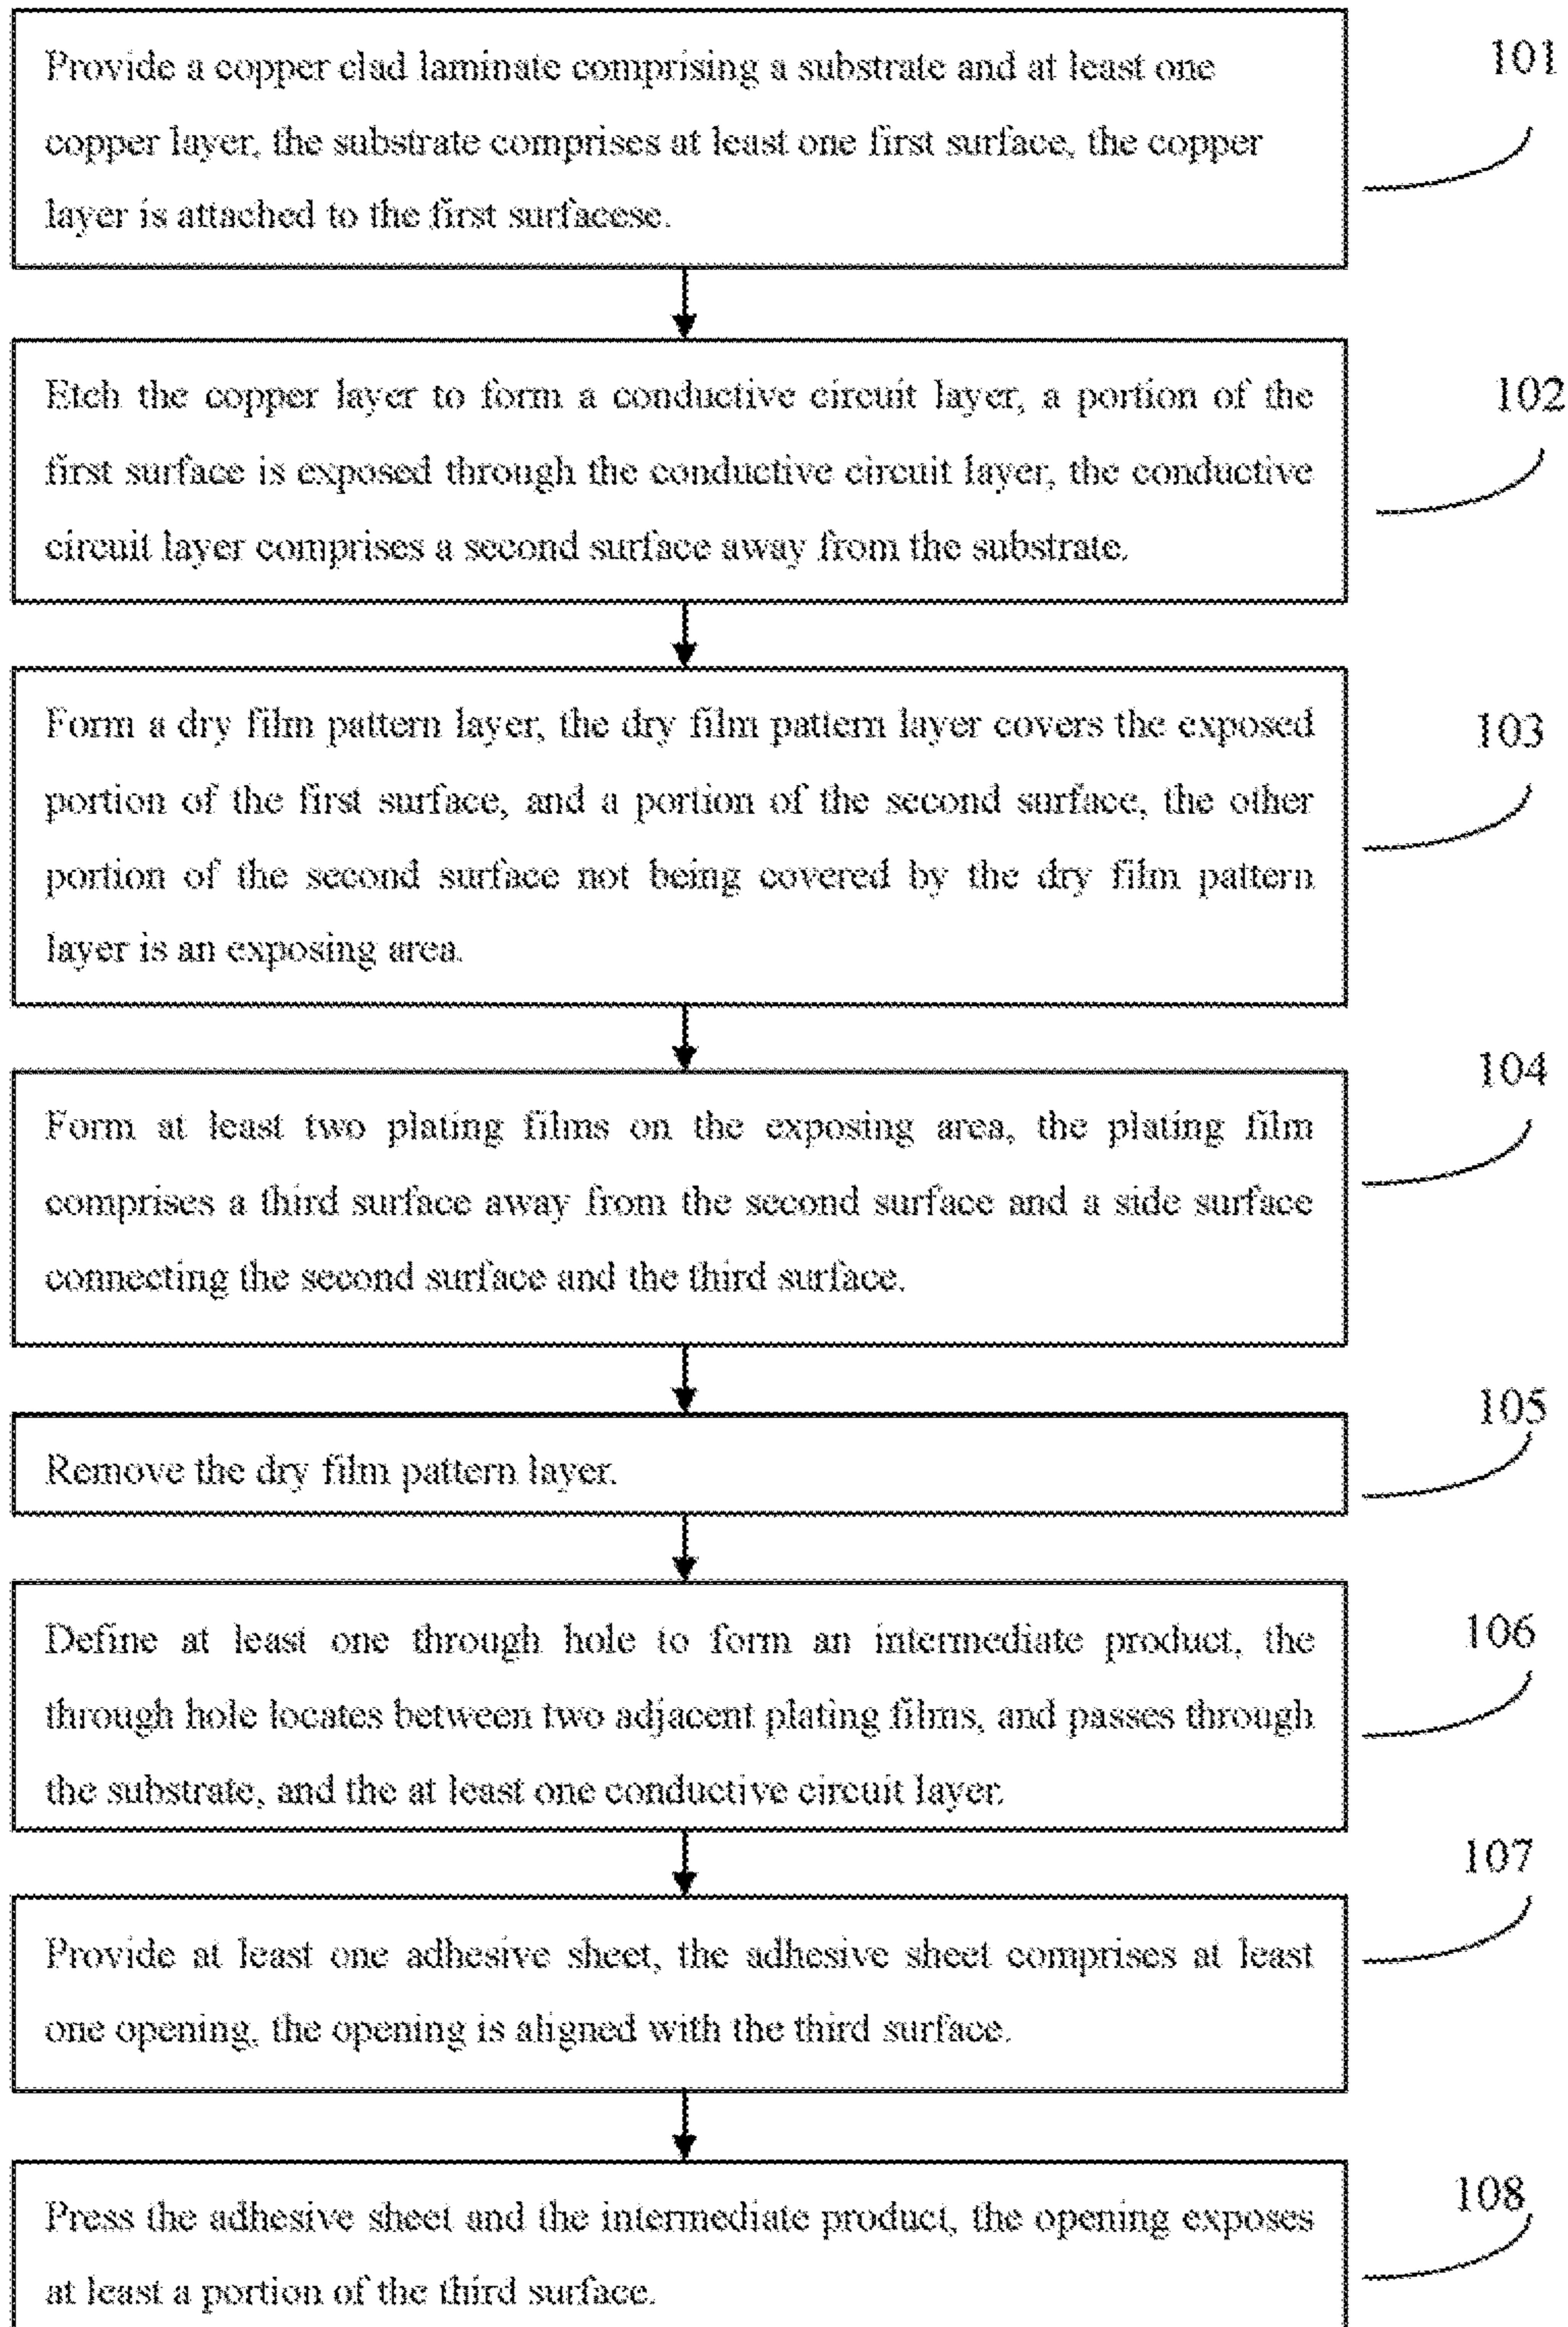 Provide a copper clad laminate comprising a substrate and at least one
copper layer, the substrate comprises at least one first surface, the copper
layer is attached to the first surfacese.
101
Etch the copper layer to form a conductive circuit layer, a portion of the
first surface is exposed through the conductive circuit layer, the conductive
circuit layer comprises a second surface away from the substrate.
102
Form a dry film pattern layer, the dry film pattern layer covers the exposed
portion of the first surface, and a portion of the second surface, the other
portion of the second surface not being covered by the dry film pattern
layer is an exposing area.
103
Form at least two plating films on the exposing area, the plating film
comprises a third surface away from the second surface and a side surface
connecting the second surface and the third surface.
104
Remove the dry film pattern layer.
105
Define at least one through hole to form an intermediate product, the
through hole locates between two adjacent plating films, and passes through
the substrate, and the at least one conductive circuit layer.
106
Provide at least one adhesive sheet, the adhesive sheet comprises at least
one opening, the opening is aligned with the third surface.
107
Press the adhesive sheet and the intermediate product, the opening exposes
at least a portion of the third surface.
108